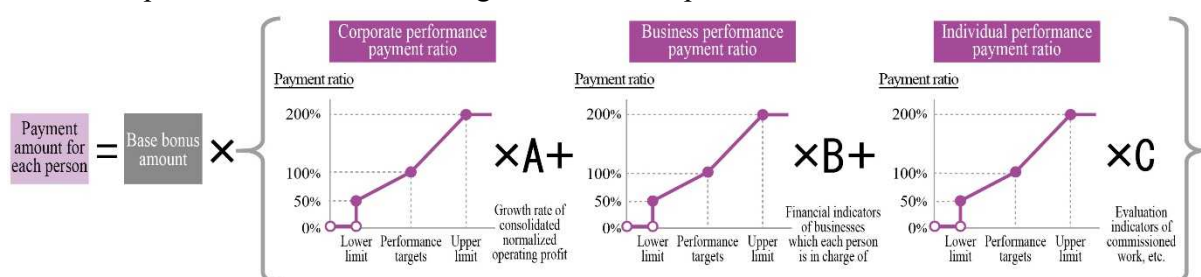 Corporate performance
payment ratio
Payment ratio
200%
100%
50%
0%
Lower
limit
Performance
targets
Upper
limit
×A+
Growth rate of
consolidated
normalized
operating profit
Business performance
payment ratio
Payment ratio
200%
100%
50%
0%
Lower
limit
Performance
targets
Upper
limit
×B+
Financial indicators
of businesses
which each person
is in charge of
Individual performance
payment ratio
Payment ratio
200%
100%
50%
0%
Lower
limit
Performance
targets
Upper
limit
×C
Evaluation
indicators of
commissioned
work, etc.
Payment
amount for
each person
=
Base bonus
amount
×